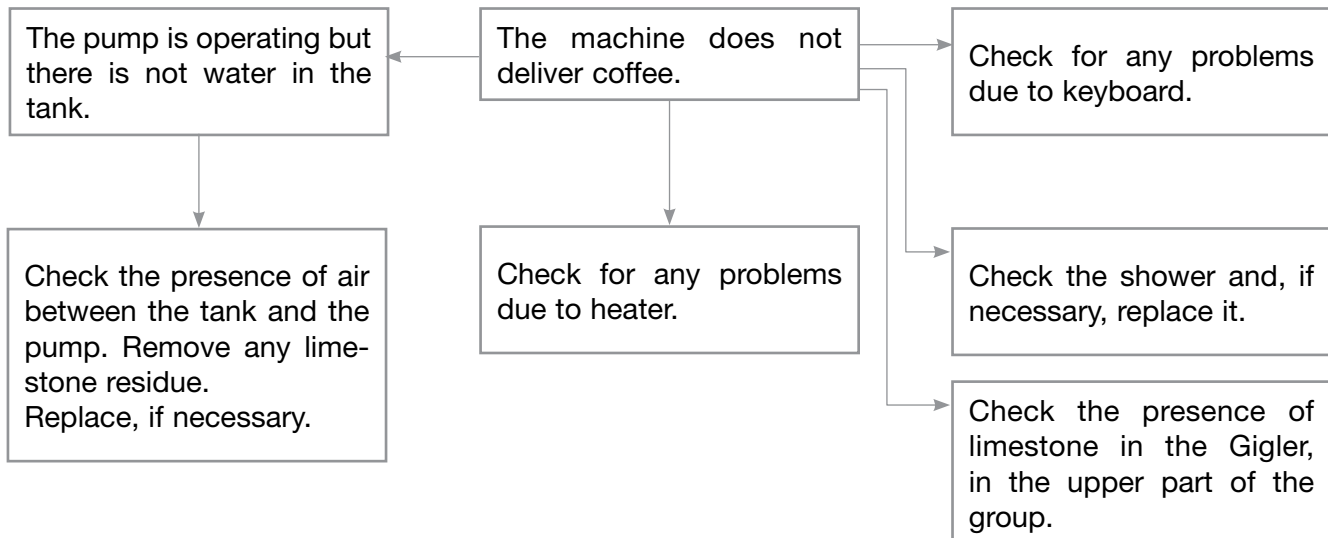 The pump is operating but
there is not water in the
tank.
The machine does not
deliver coffee.
Check for any problems
due to keyboard.
Check the presence of air
between the tank and the
pump. Remove any lime-
stone residue.
Replace, if necessary.
Check for any problems
due to heater.
Check the shower and, if
necessary, replace it.
Check the presence of
limestone in the Gigler,
in the upper part of the
group.